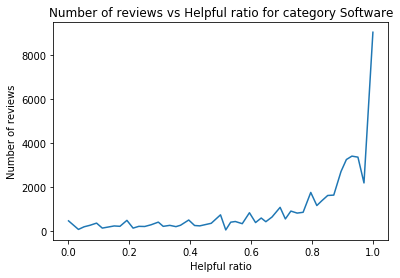 Number of reviews vs Helpful ratio for category Software
Number of reviews
8000
6000
4000
2000
0
0.0 0.2 0.4 0.6 0.8 1.0
Helpful ratio